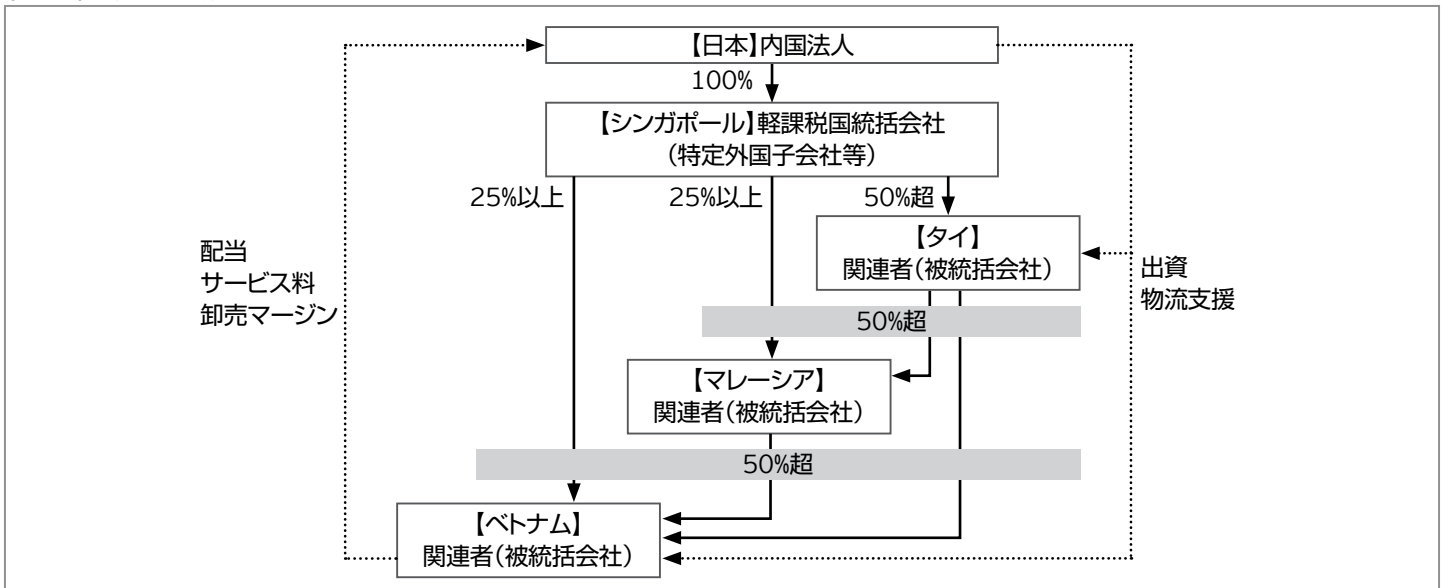 【日本】内国法人
100%
【シンガポール】軽課税国統括会社
(特定外国子会社等)
25%以上
25%以上
50%超
【タイ】
関連者(被統括会社)
配当
サービス料
卸売マージン
出資
物流支援
50%超
【マレーシア】
関連者(被統括会社)
50%超
【ベトナム】
関連者(被統括会社)